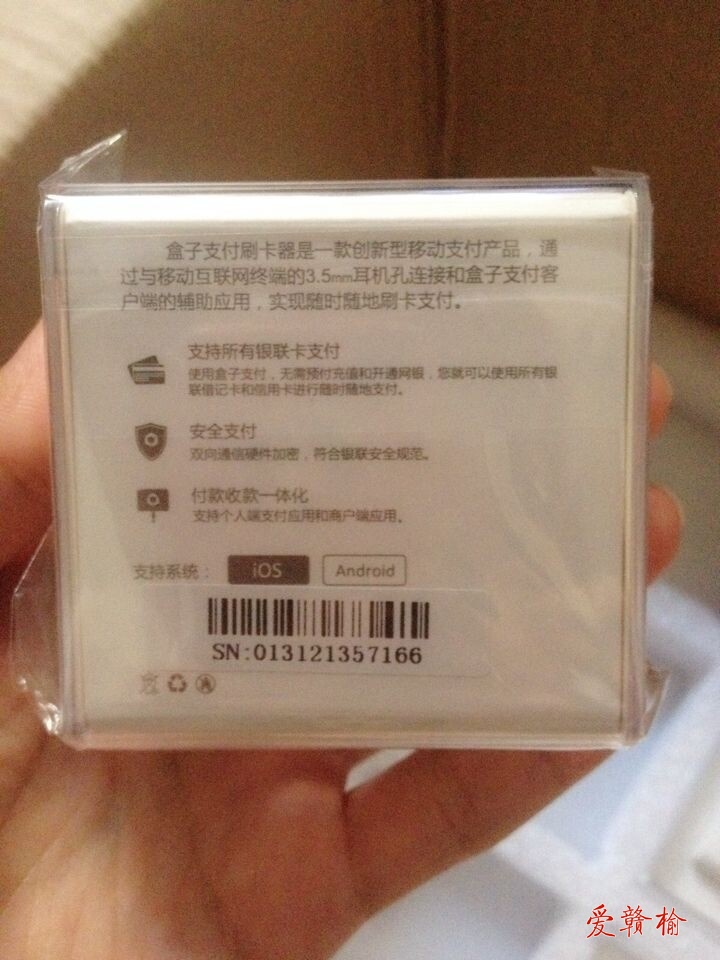 盒子支付刷卡器是一款创新型移动支付产品，通
过与移动互联网终端的3.5mm耳机孔连接和盒子支付客
户端的辅助应用，实现随时随地刷卡支付。
支持所有银联卡支付
使用盒子支付，无需预付充值和开通网银，您就可以使用所有银
联借记卡和信用卡进行随时随地支付。
安全支付
双向通信硬件加密，符合银联安全规范。
付款收款一体化
支持个人端支付应用和商户端应用。
支持系统： iOS Android
SN:013121357166
爱赣榆